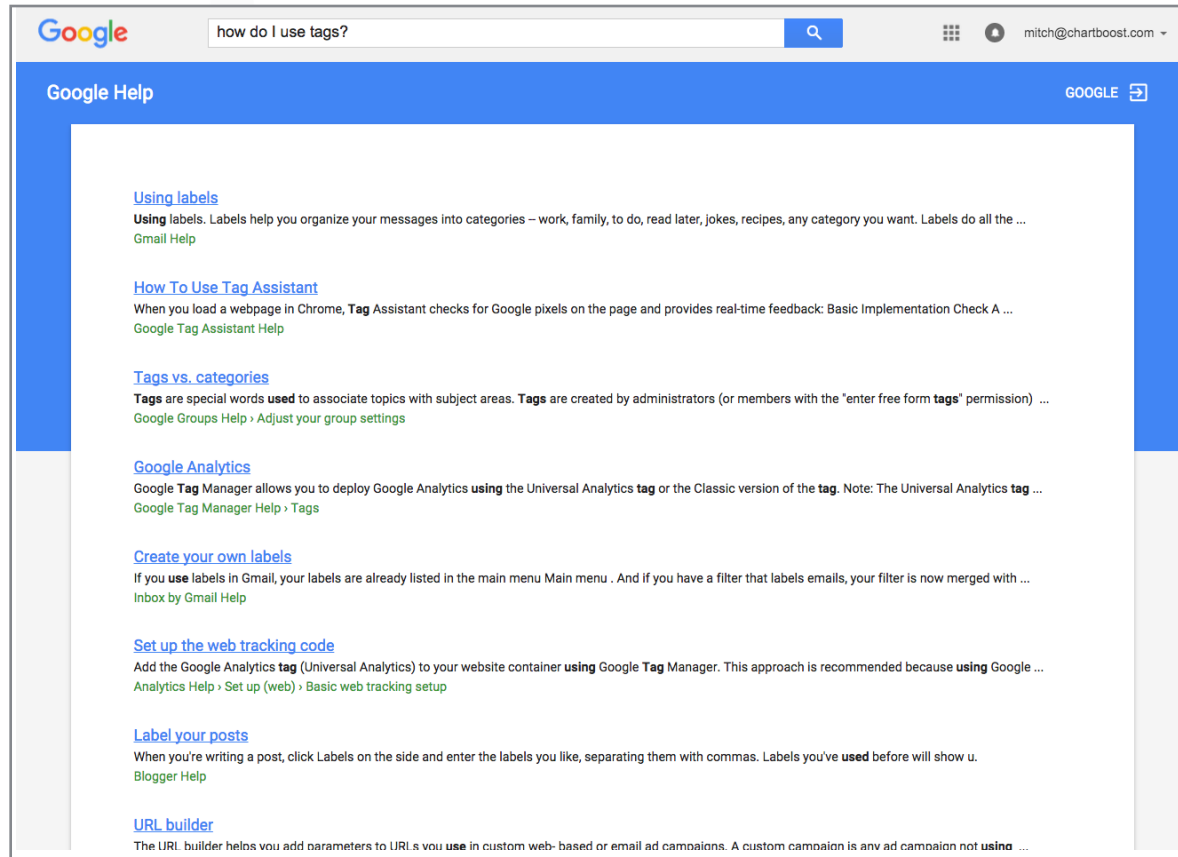 Google
how do I use tags?
mitch@chartboost.com
Google Help
GOOGLE
Using labels
Using labels. Labels help you organize your messages into categories – work, family, to do, read later, jokes, recipes, any category you want. Labels do all the ...
Gmail Help
How To Use Tag Assistant
When you load a webpage in Chrome, Tag Assistant checks for Google pixels on the page and provides real-time feedback: Basic Implementation Check A ...
Google Tag Assistant Help
Tags vs. categories
Tags are special words used to associate topics with subject areas. Tags are created by administrators (or members with the "enter free form tags" permission) ...
Google Groups Help › Adjust your group settings
Google Analytics
Google Tag Manager allows you to deploy Google Analytics using the Universal Analytics tag or the Classic version of the tag. Note: The Universal Analytics tag ...
Google Tag Manager Help › Tags
Create your own labels
If you use labels in Gmail, your labels are already listed in the main menu Main menu . And if you have a filter that labels emails, your filter is now merged with ...
Inbox by Gmail Help
Set up the web tracking code
Add the Google Analytics tag (Universal Analytics) to your website container using Google Tag Manager. This approach is recommended because using Google ...
Analytics Help › Set up (web) › Basic web tracking setup
Label your posts
When you're writing a post, click Labels on the side and enter the labels you like, separating them with commas. Labels you've used before will show u.
Blogger Help
URL builder
The URL builder helps you add parameters to URLs you use in custom web- based or email ad campaigns. A custom campaign is any ad campaign not using ...